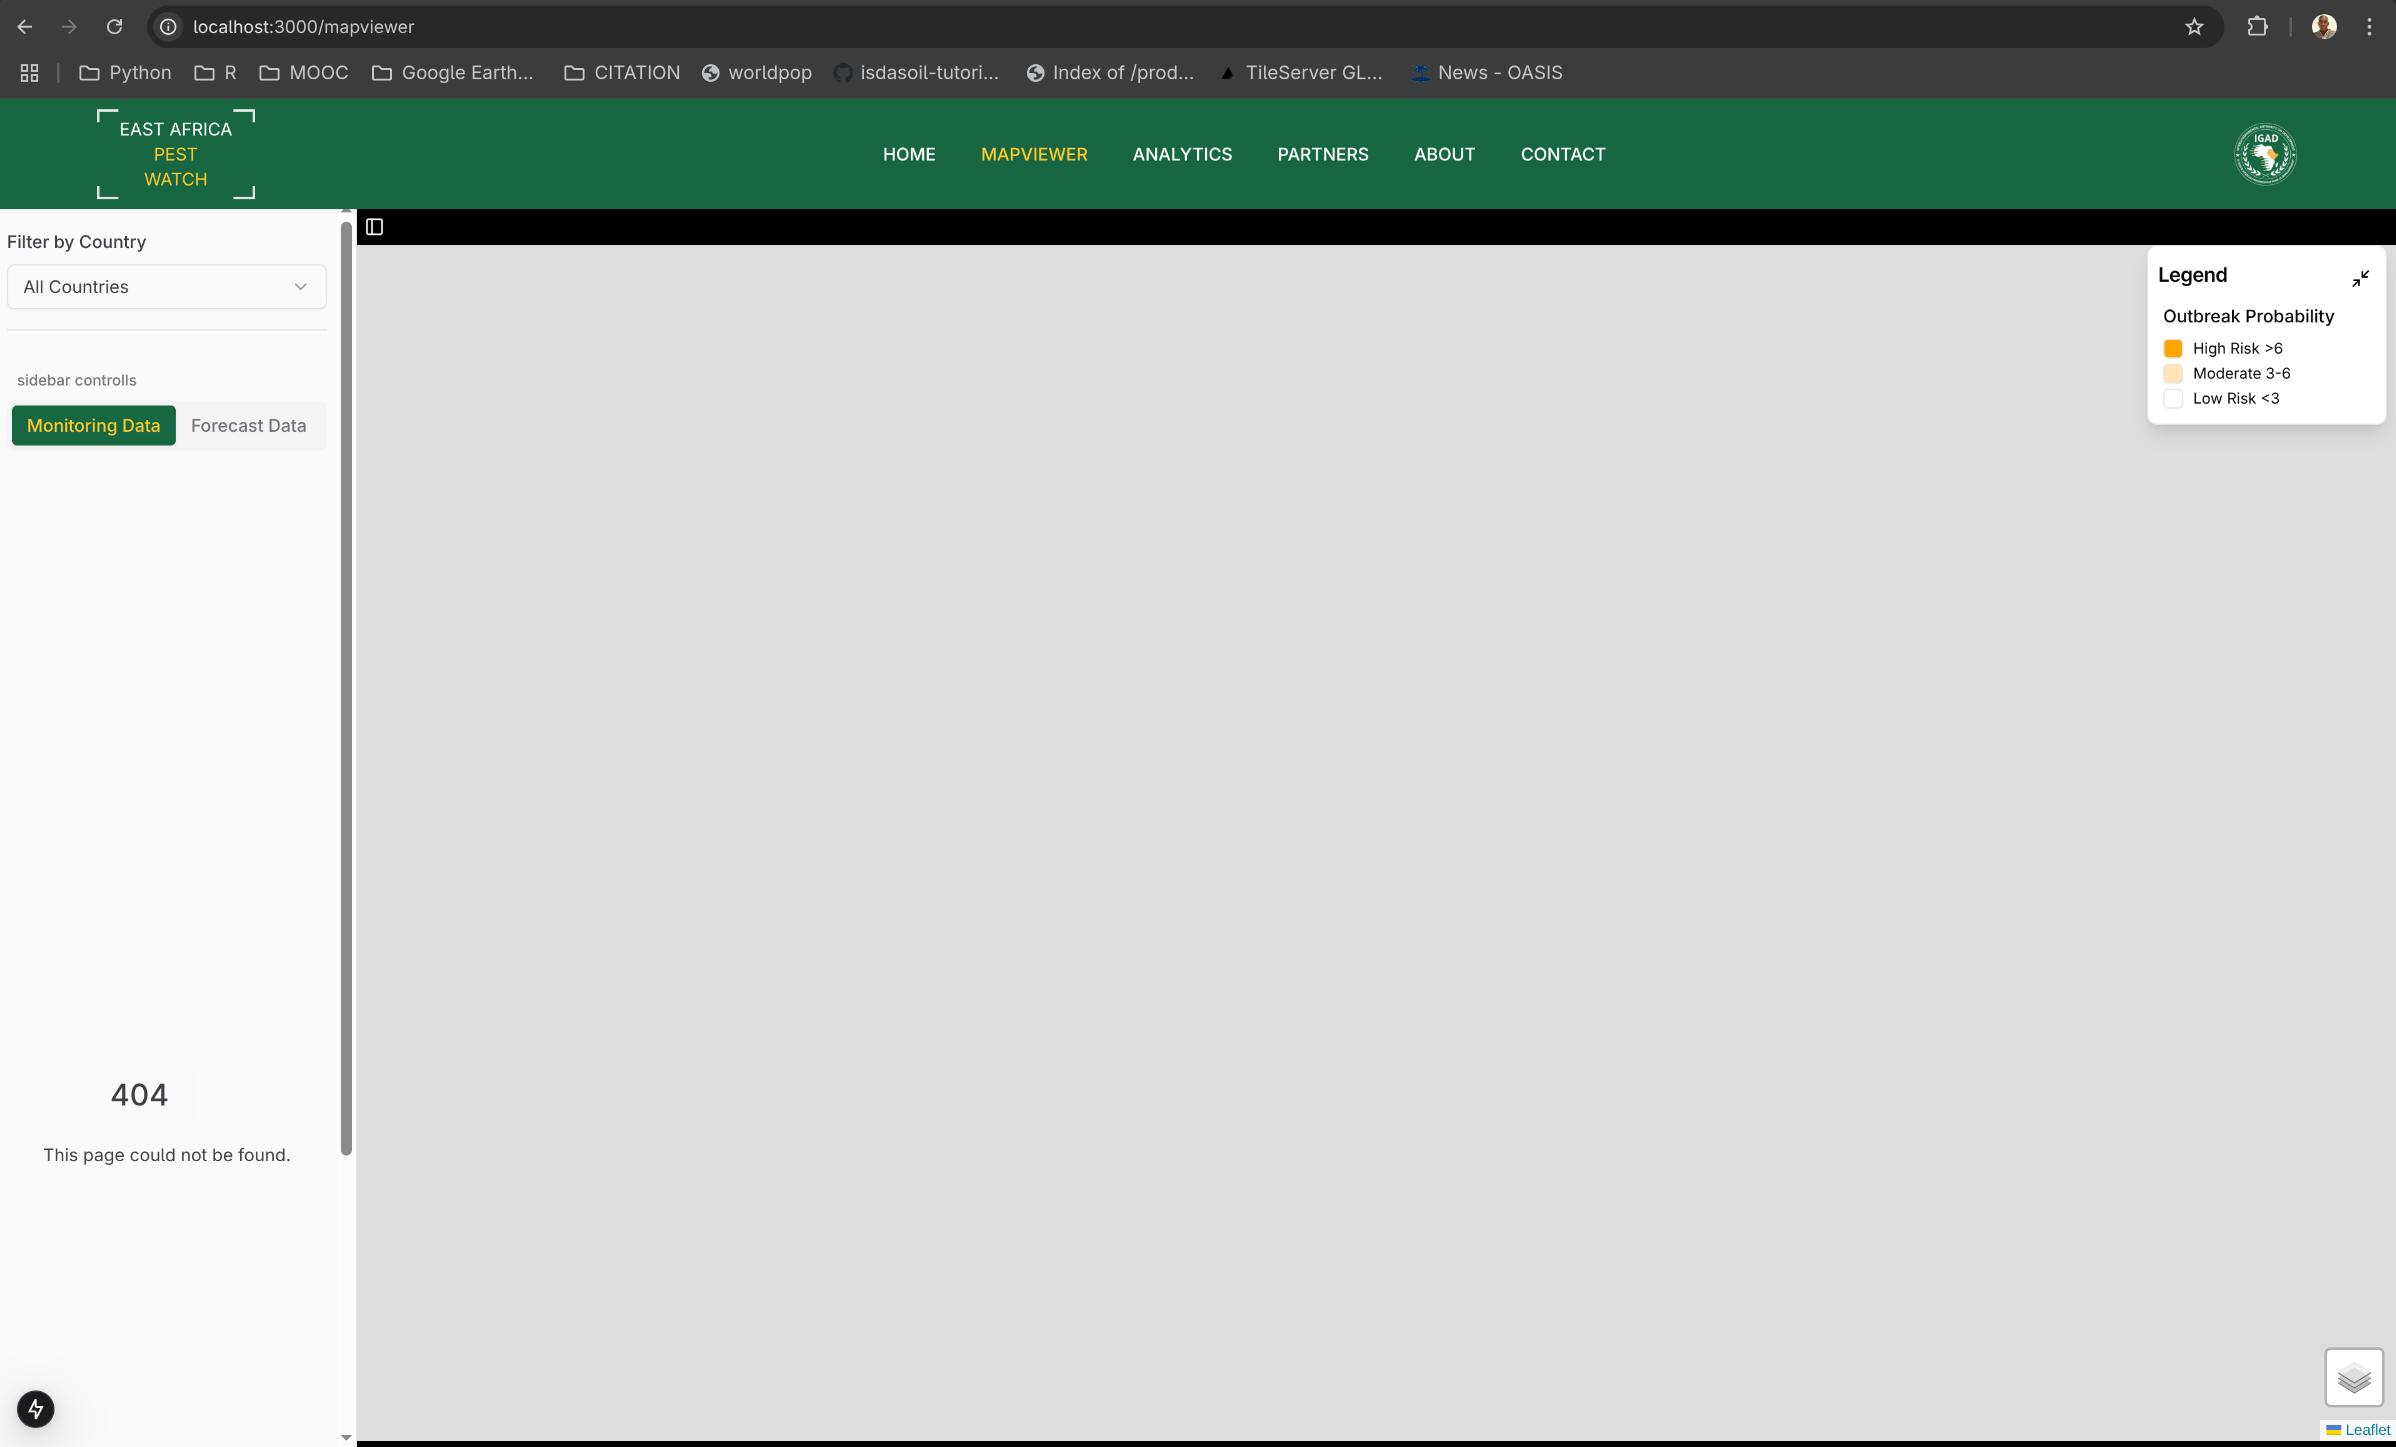 localhost:3000/mapviewer
Python
R
MOOC
Google Earth...
CITATION
worldpop
isdasoil-tutori...
Index of /prod...
TileServer GL...
News - OASIS
EAST AFRICA
PEST
WATCH
HOME
MAPVIEWER
ANALYTICS
PARTNERS
ABOUT
CONTACT
IGAD
Filter by Country
All Countries
sidebar controlls
Monitoring Data
Forecast Data
404
This page could not be found.
Legend
Outbreak Probability
High Risk >6
Moderate 3-6
Low Risk <3
Leaflet